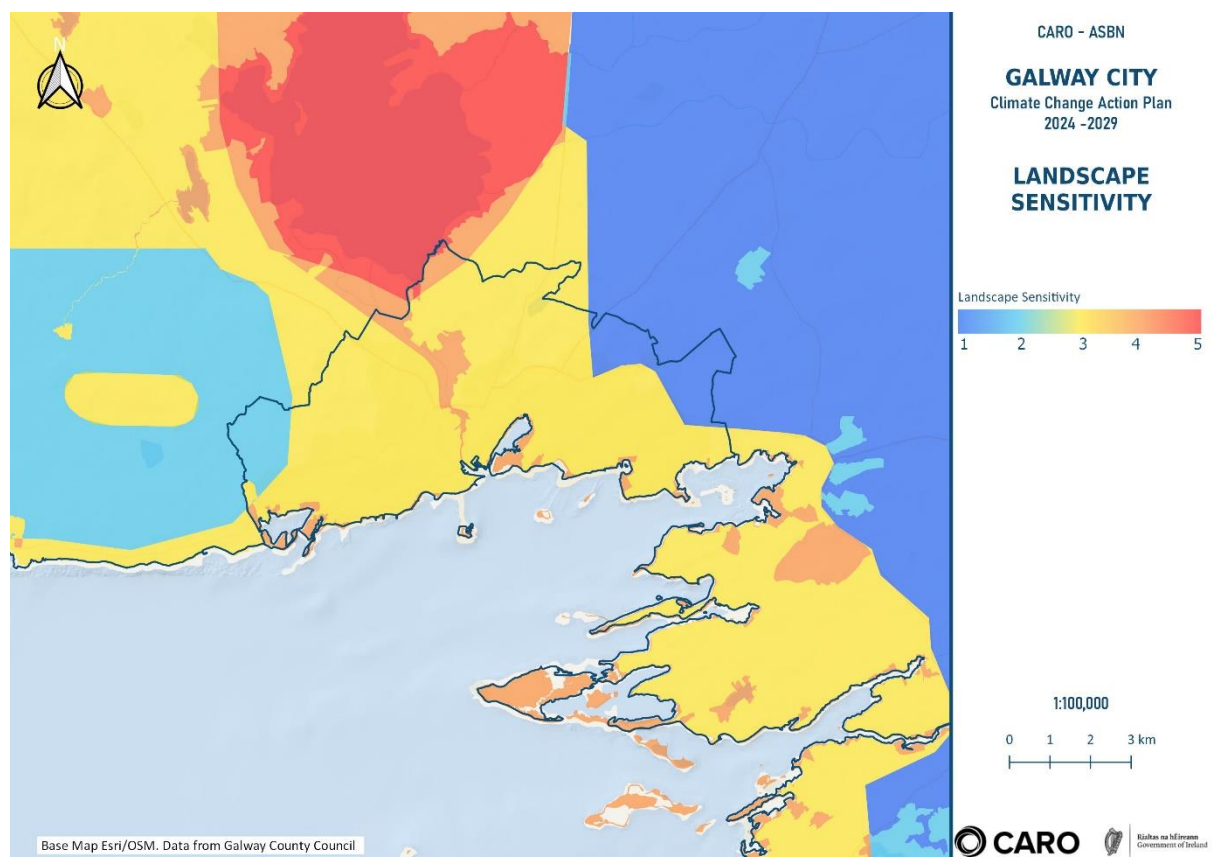 N
CARO - ASBN
GALWAY CITY
Climate Change Action Plan
2024 -2029
LANDSCAPE
SENSITIVITY
Landscape Sensitivity
1 2 3 4 5
1:100,000
0 1 2 3 km
Base Map Esri/OSM. Data from Galway County Council
CARO
Rialtas na hÉireann
Government of Ireland